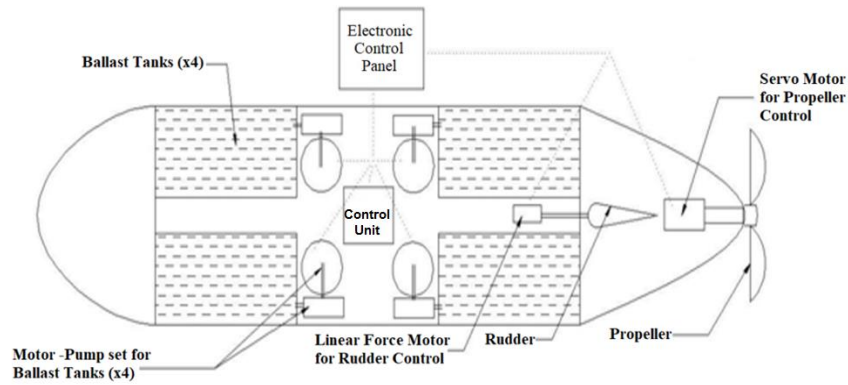 Electronic
Control
Panel
Ballast Tanks (x4)
Servo Motor
for Propeller
Control
Control
Unit
Linear Force Motor
for Rudder Control
Rudder
Propeller
Motor -Pump set for
Ballast Tanks (x4)